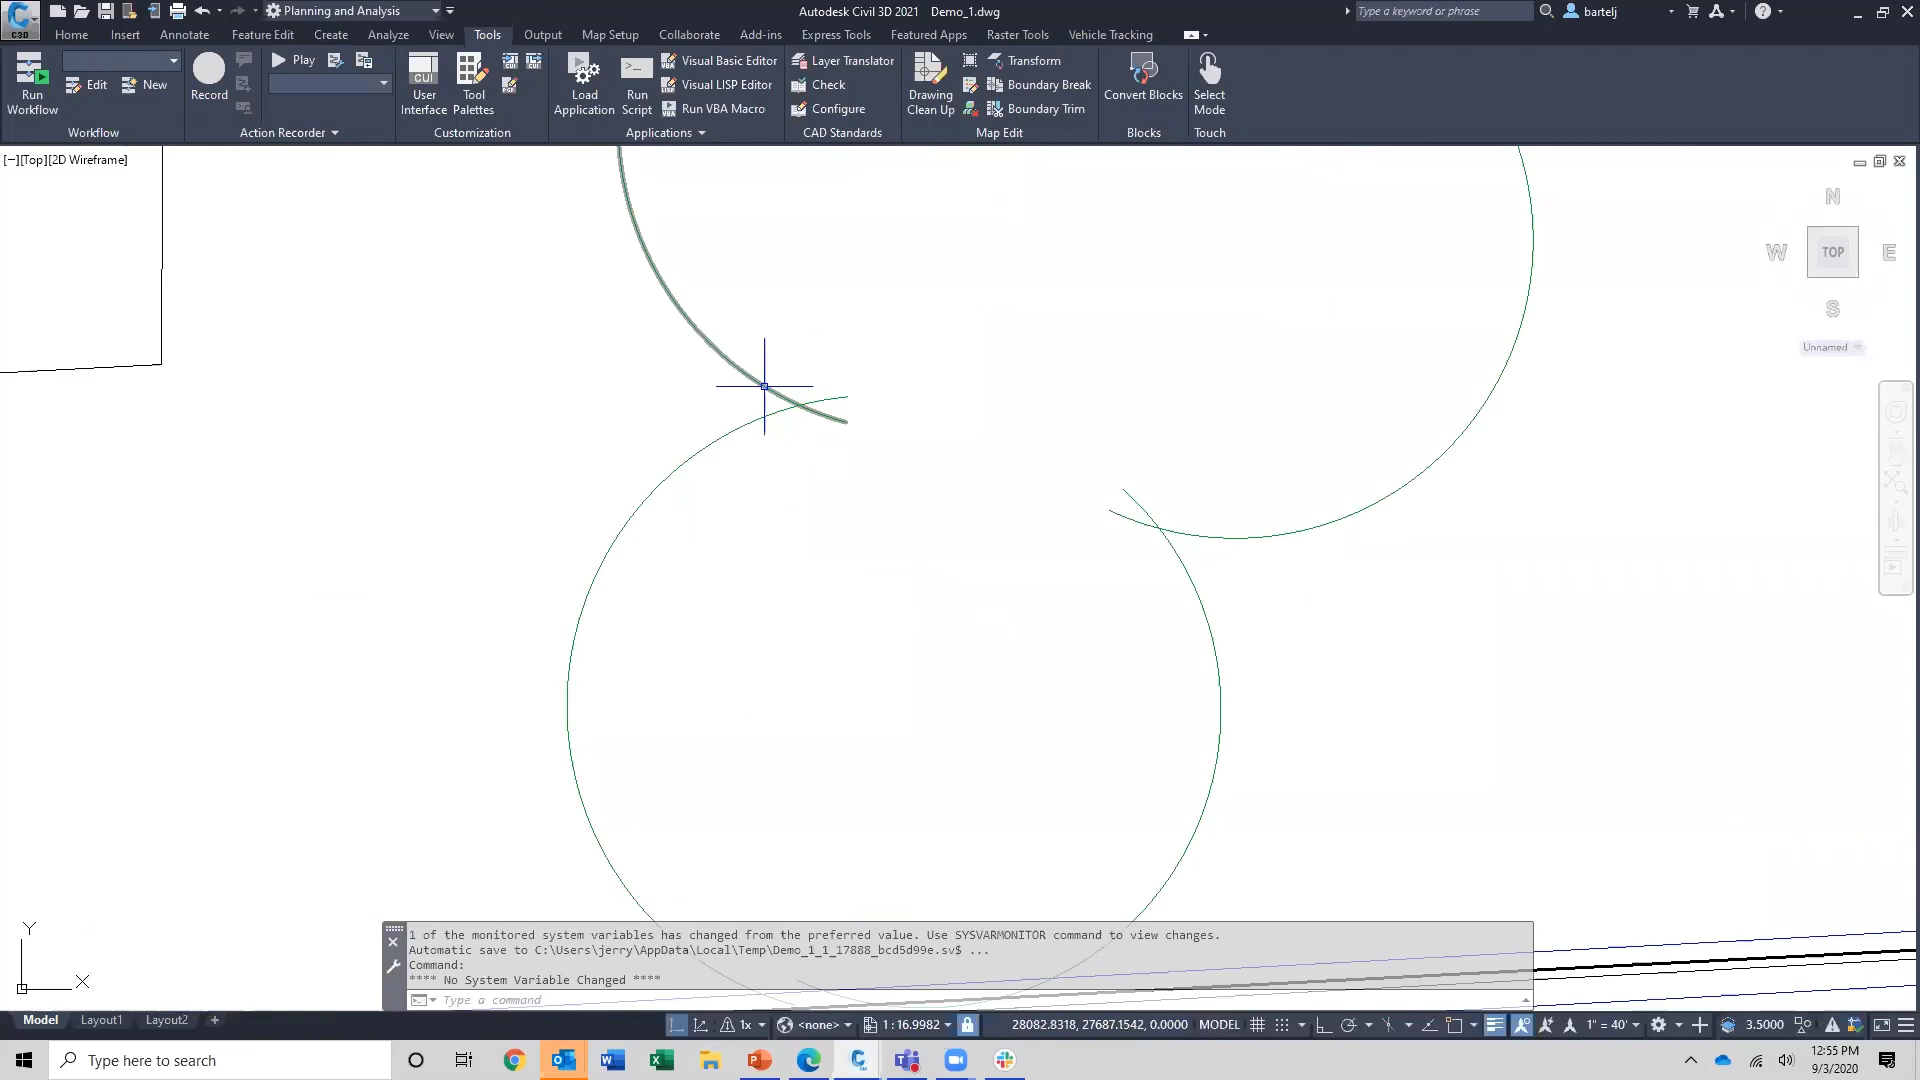 C3D
Planning and Analysis
Autodesk Civil 3D 2021 Demo_1.dwg
Type a keyword or phrase
bartelj
Home Insert Annotate Feature Edit Create Analyze View Tools Output Map Setup Collaborate Add-ins Express Tools Featured Apps Raster Tools Vehicle Tracking
Run Workflow
Edit
New
Workflow
Record
Play
Action Recorder
CUI
User Interface
Tool Palettes
Customization
Load Application
Run Script
Visual Basic Editor
Visual LISP Editor
Run VBA Macro
Applications
Layer Translator
Check
Configure
CAD Standards
Drawing Clean Up
Transform
Boundary Break
Boundary Trim
Map Edit
Convert Blocks
Blocks
Select Mode
Touch
[−][Top][2D Wireframe]
N
W TOP E
S
Unnamed
Y
X
1 of the monitored system variables has changed from the preferred value. Use SYSVARMONITOR command to view changes.
Automatic save to C:\Users\jerry\AppData\Local\Temp\Demo_1_1_17888_bcd5d99e.sv$ ...
Command:
**** No System Variable Changed ****
Type a command
Model Layout1 Layout2 +
1x <none> 1 : 16.9982 28082.8318, 27687.1542, 0.0000 MODEL 1" = 40' 3.5000
Type here to search
12:55 PM
9/3/2020